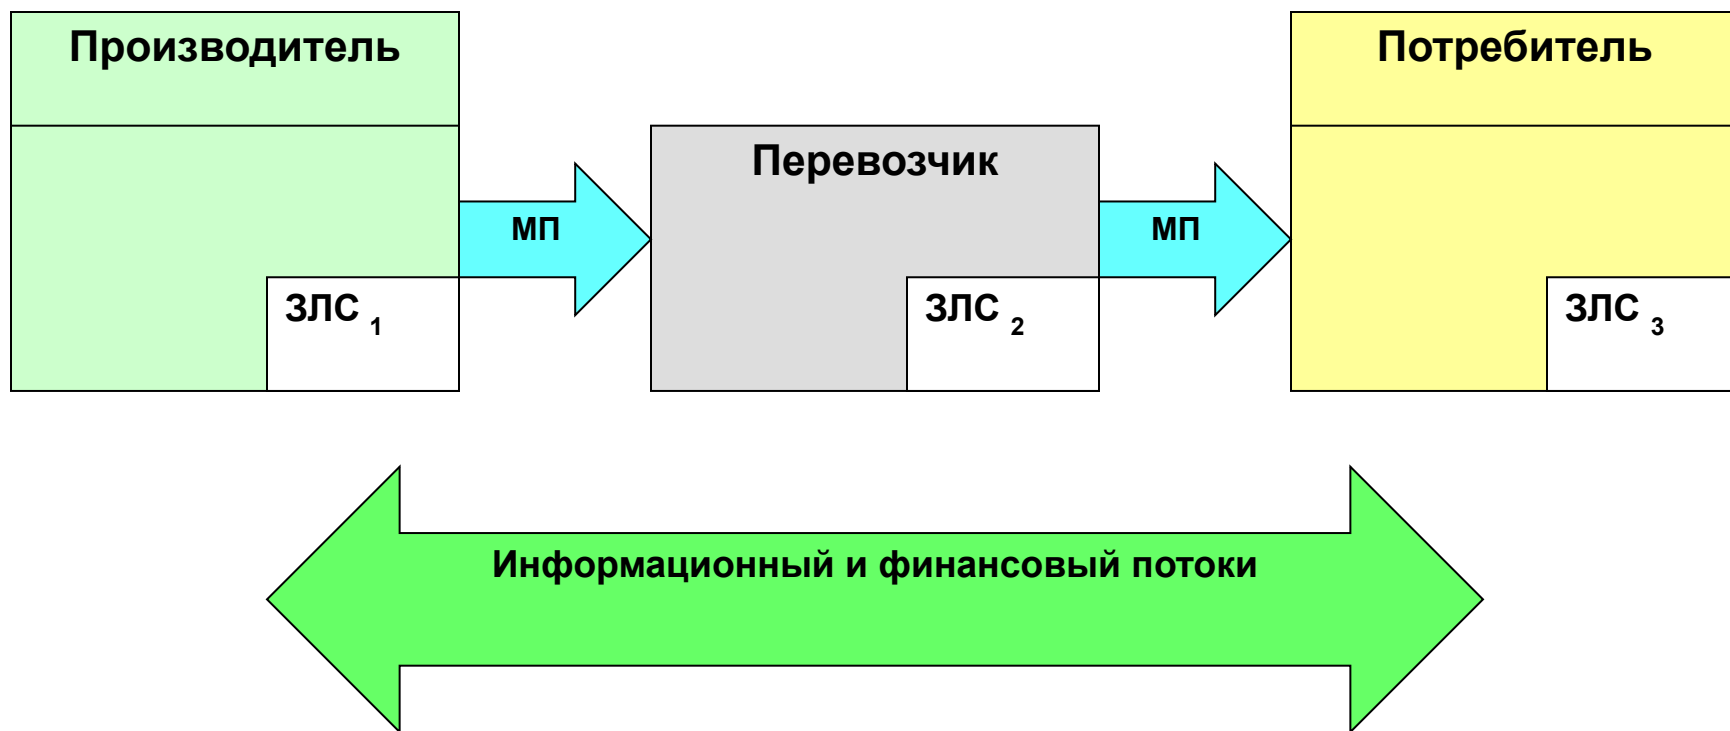 Производитель
Потребитель
Перевозчик
МП
МП
ЗЛС 1
ЗЛС 2
ЗЛС 3
Информационный и финансовый потоки